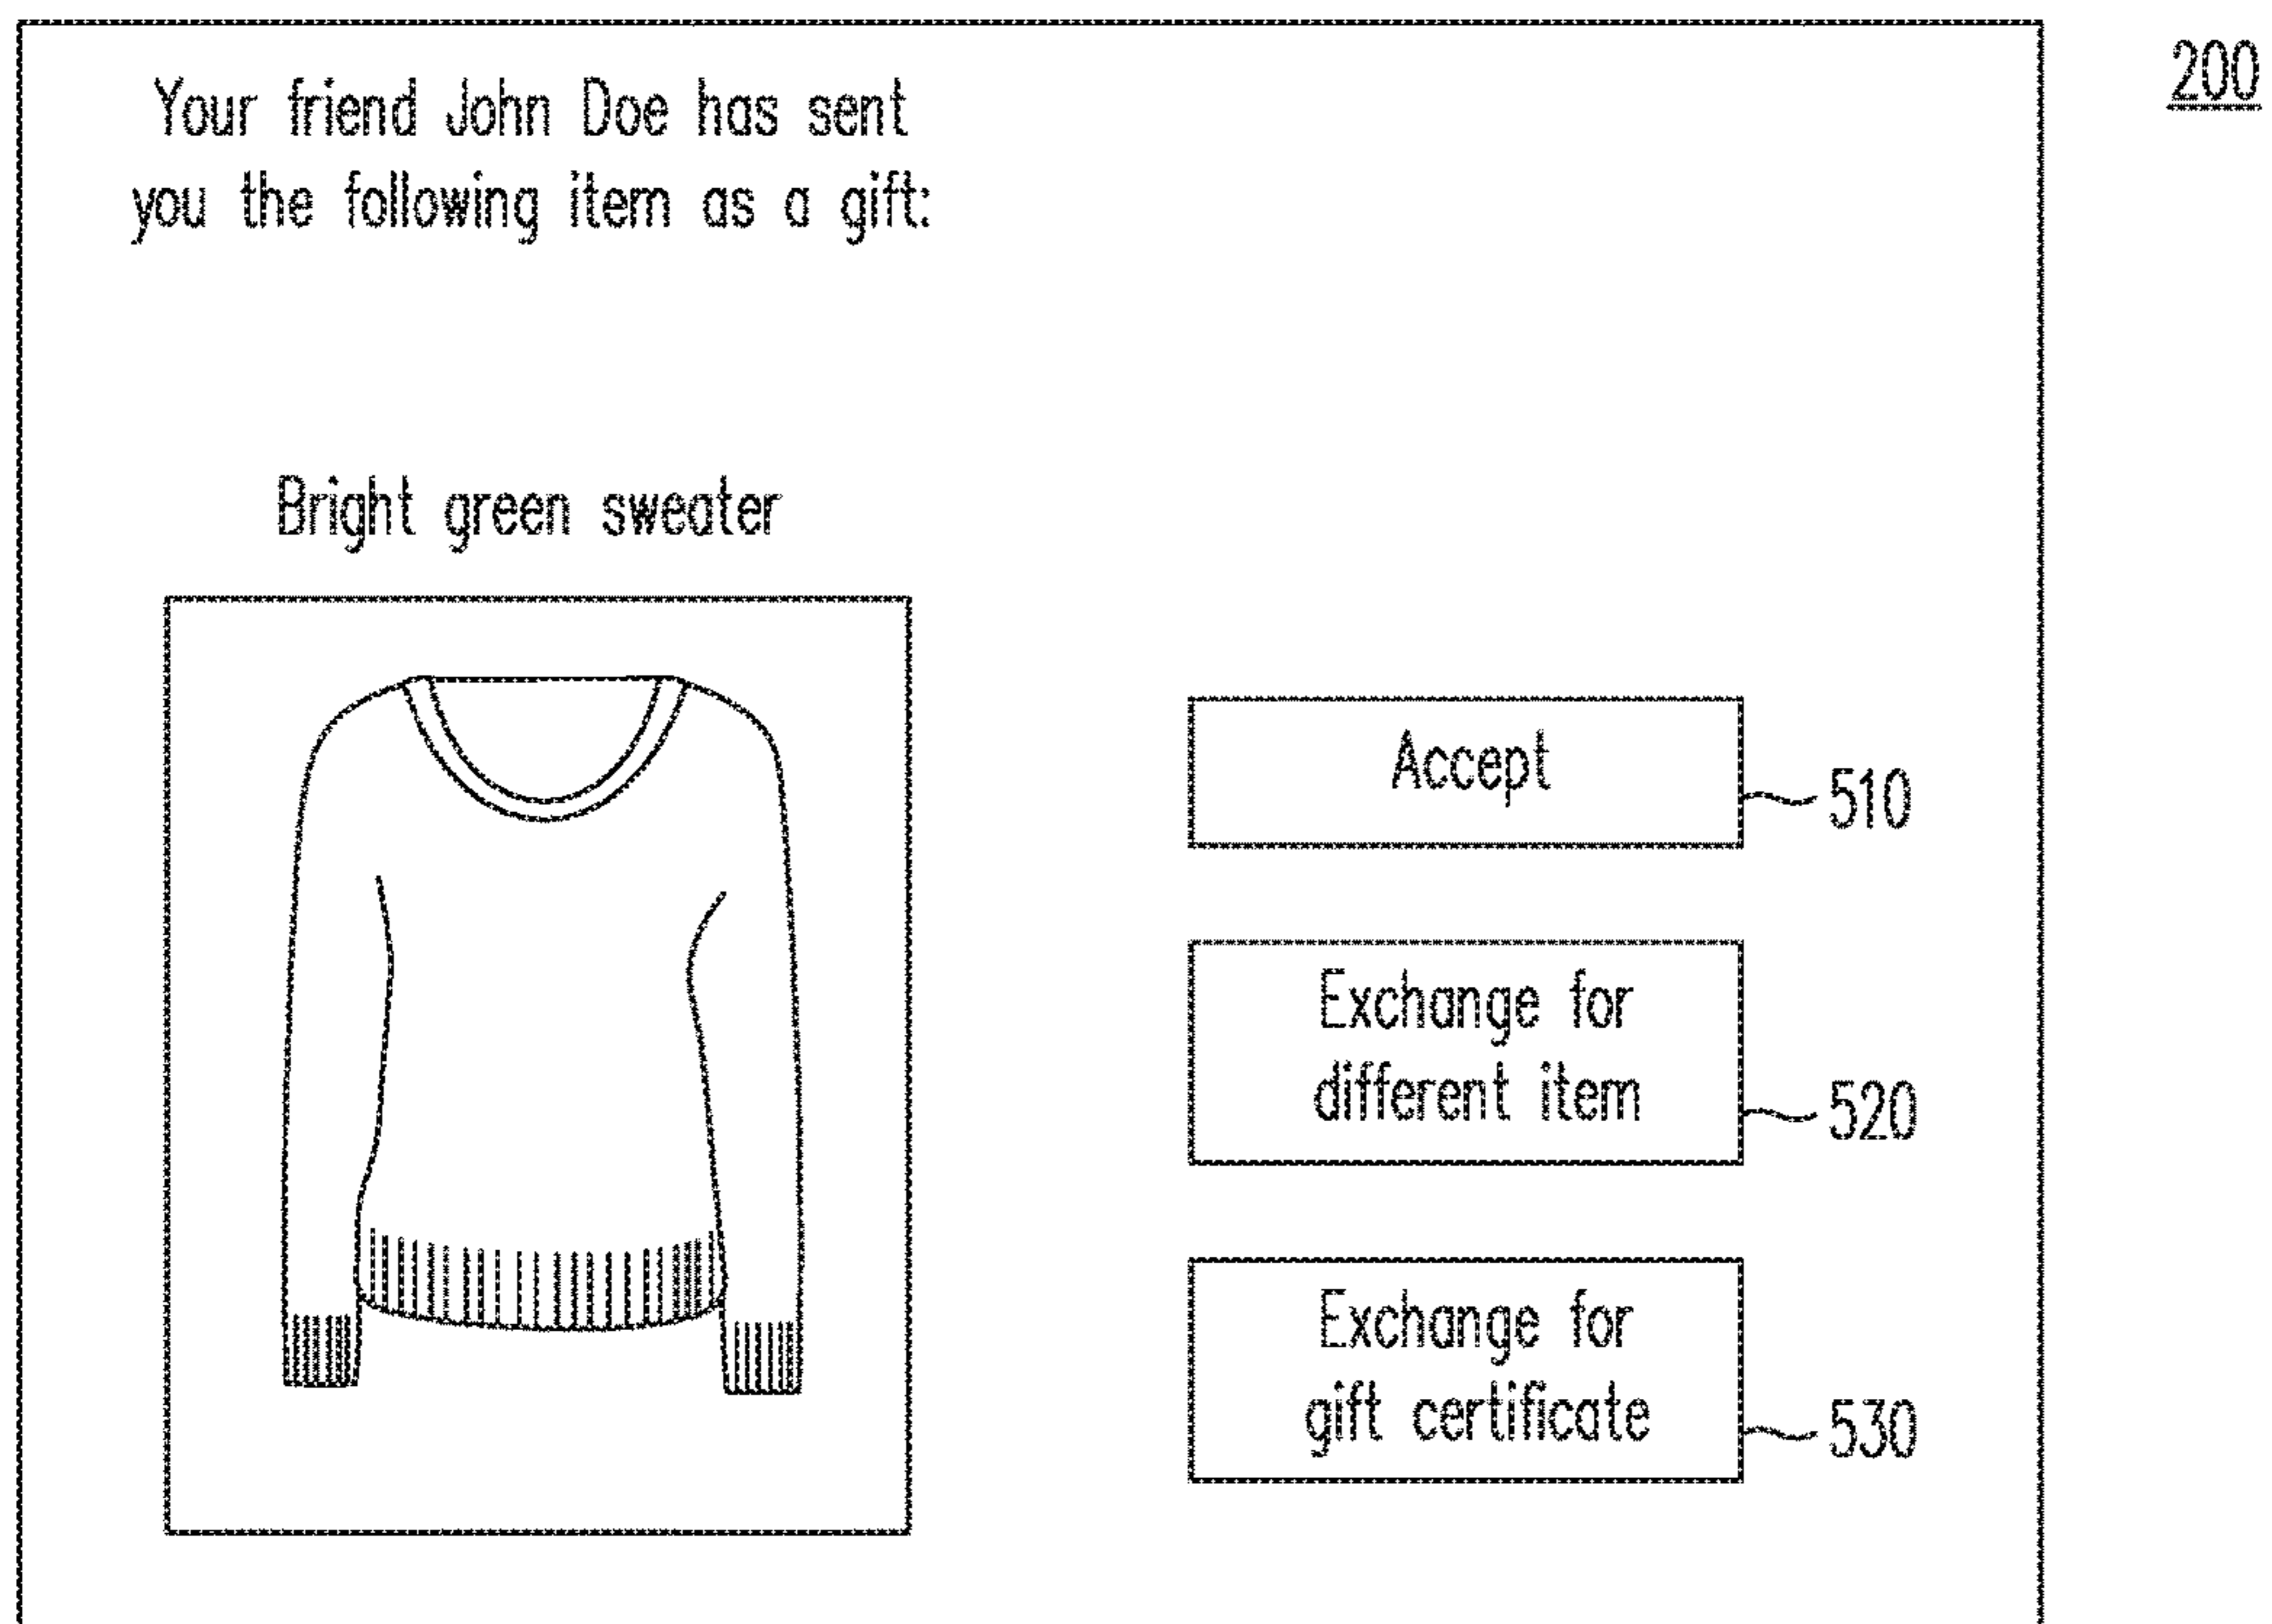 200
Your friend John Doe has sent
you the following item as a gift:
Bright green sweater
Accept
510
Exchange for
different item
520
Exchange for
gift certificate
530